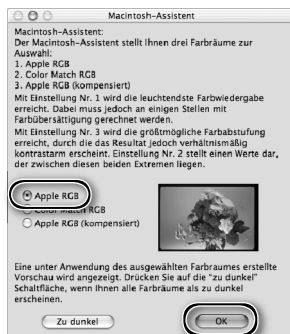 Macintosh-Assistent
Macintosh-Assistent:
Der Macintosh-Assistent stellt Ihnen drei Farbräume zur
Auswahl:
1. Apple RGB
2. Color Match RGB
3. Apple RGB (kompensiert)
Mit Einstellung Nr. 1 wird die leuchtendste Farbwiedergabe
erreicht. Dabei muss jedoch an einigen Stellen mit
Farbübersättigung gerechnet werden.
Mit Einstellung Nr. 3 wird die größtmögliche Farbabstufung
erreicht, durch die das Resultat jedoch verhältnismäßig
kontrastarm erscheint. Einstellung Nr. 2 stellt einen Werte dar,
der zwischen diesen beiden Extremen liegen.
Apple RGB
Color Match RGB
Apple RGB (kompensiert)
Eine unter Anwendung des ausgewählten Farbraumes erstellte
Vorschau wird angezeigt. Drücken Sie auf die "zu dunkel"
Schaltfläche, wenn Ihnen alle Farbräume als zu dunkel
erscheinen.
Zu dunkel
OK